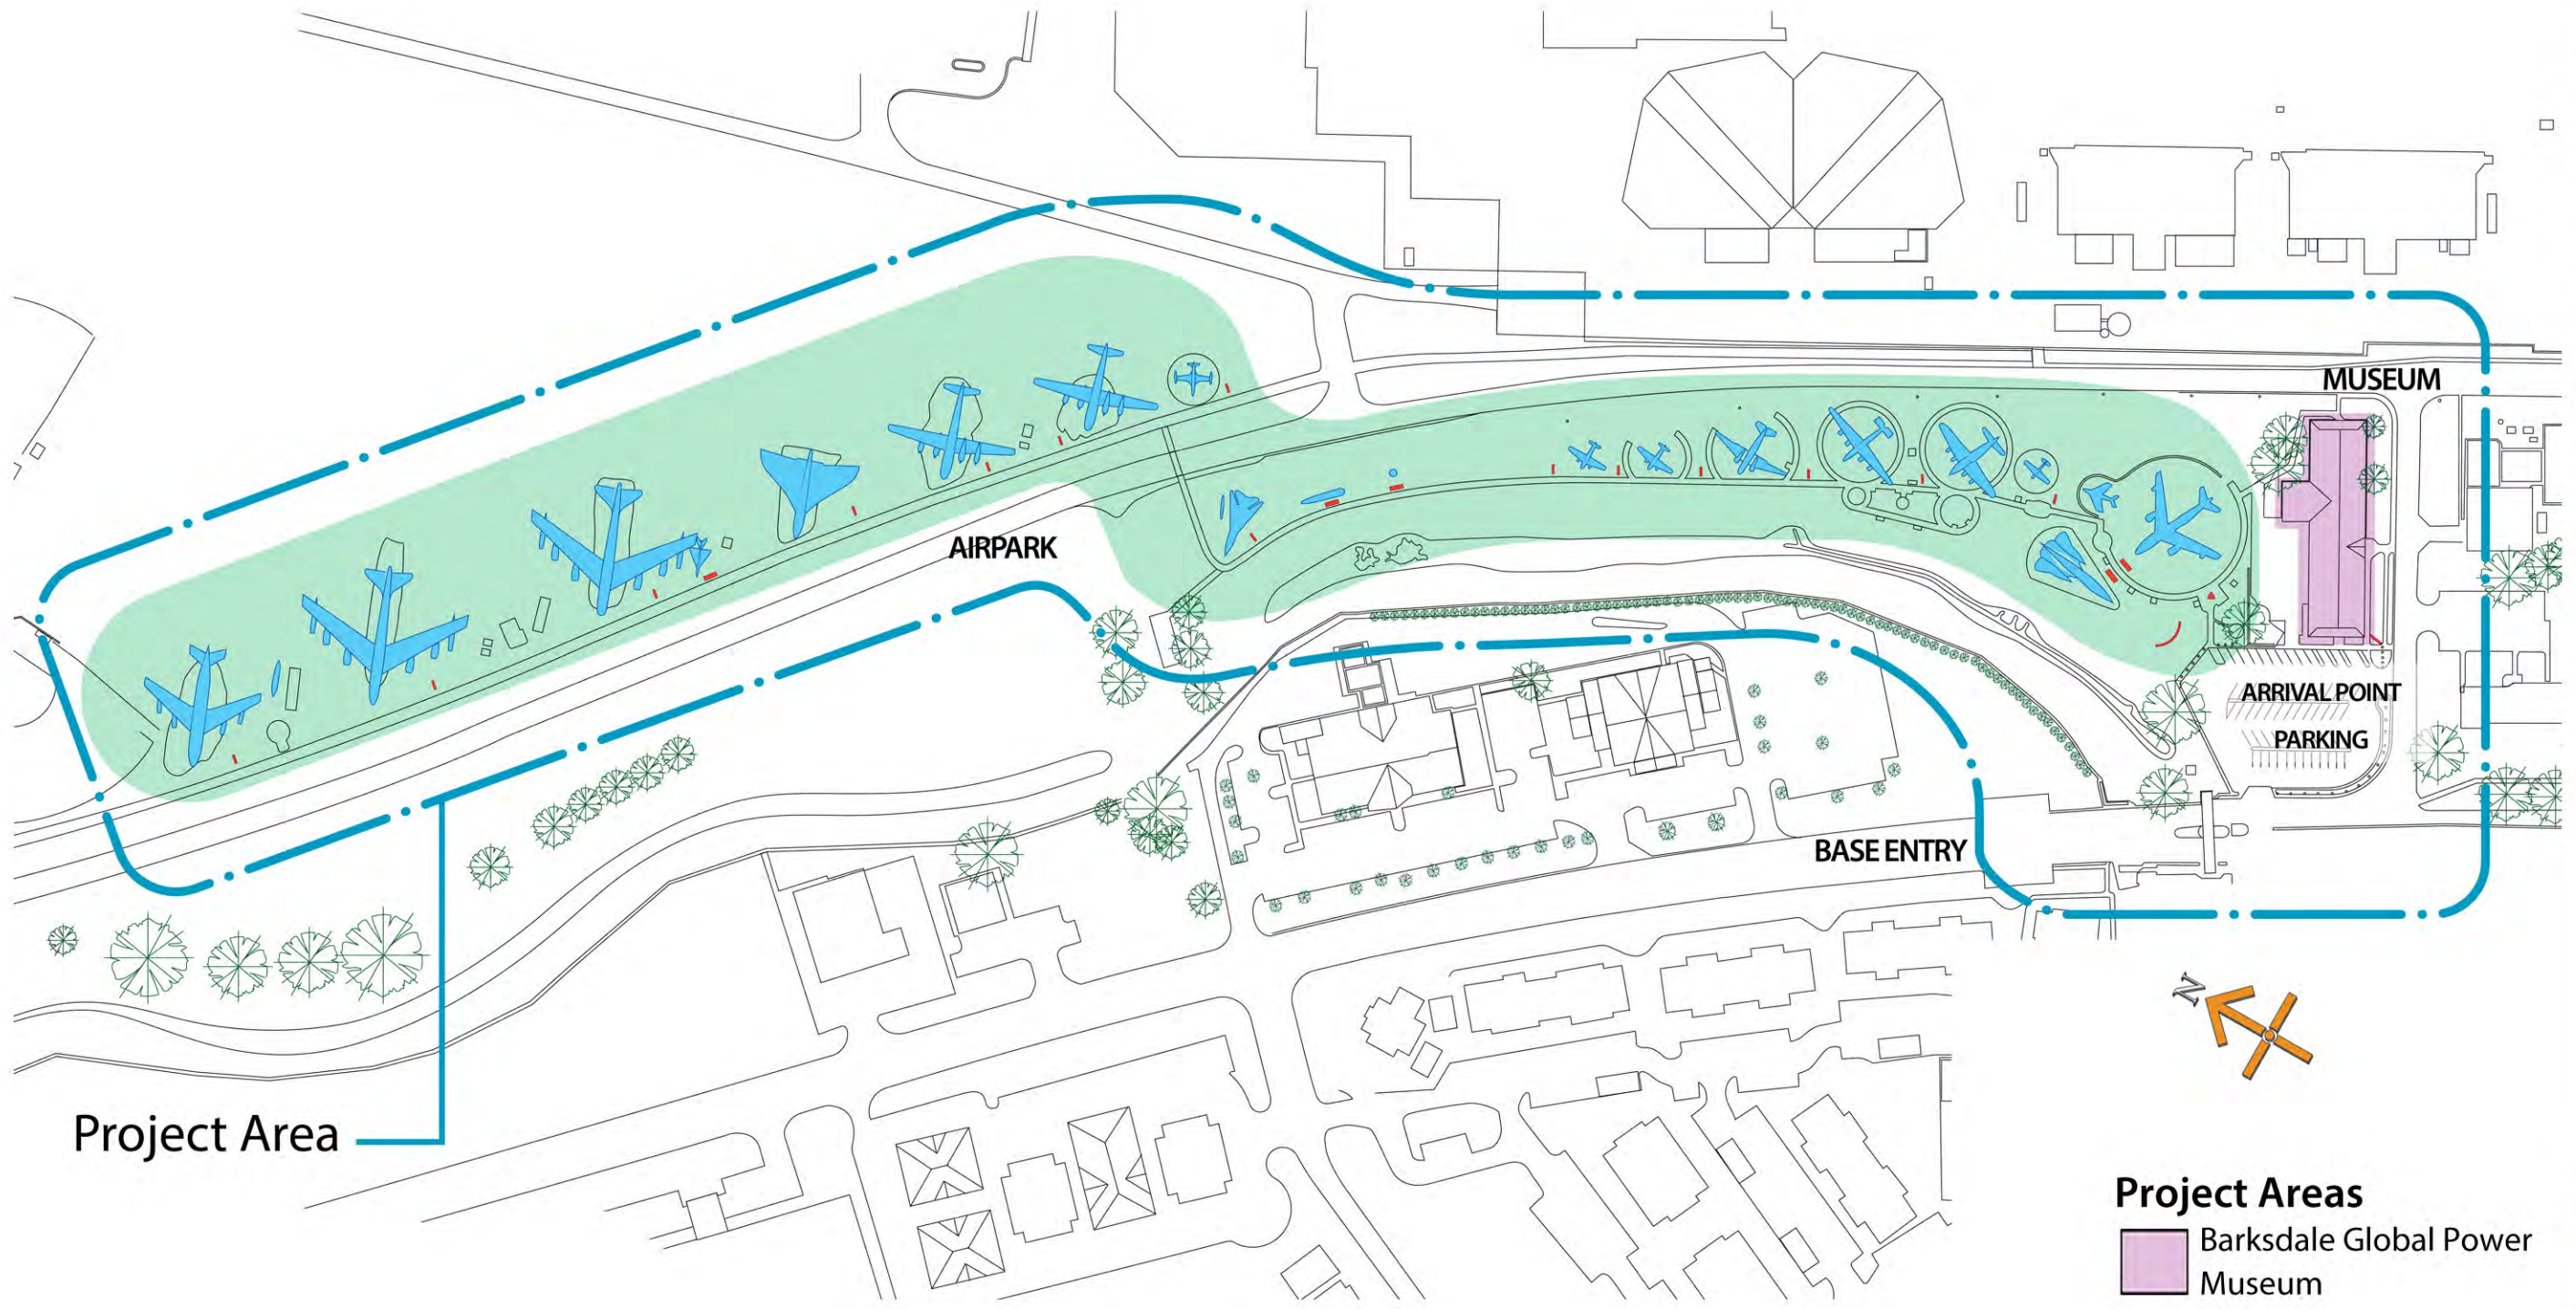 MUSEUM
AIRPARK
ARRIVAL POINT
PARKING
BASE ENTRY
N
Project Area
Project Areas
Barksdale Global Power
Museum